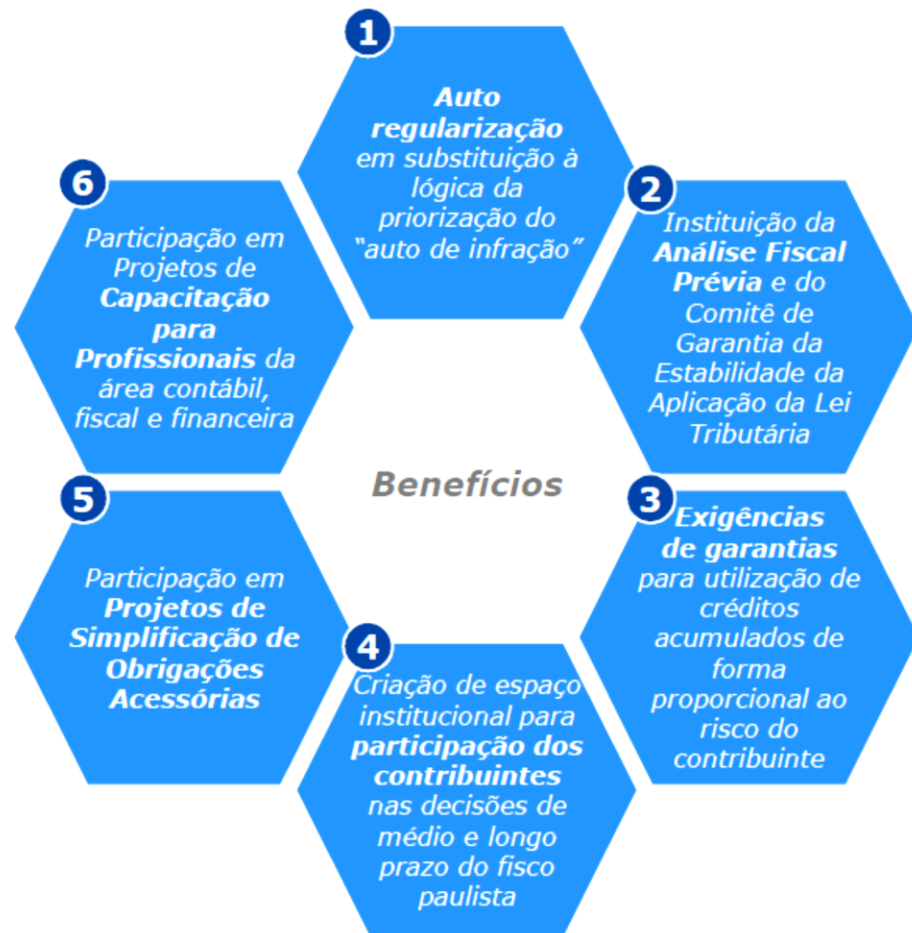 1
Auto
regularização
em substituição à
lógica da
priorização do
“auto de infração”
2
Instituição da
Análise Fiscal
Prévia e do
Comitê de
Garantia da
Estabilidade da
Aplicação da Lei
Tributária
3
Exigências
de garantias
para utilização de
créditos
acumulados de
forma
proporcional ao
risco do
contribuinte
4
Criação de espaço
institucional para
participação dos
contribuintes
nas decisões de
médio e longo
prazo do fisco
paulista
5
Participação em
Projetos de
Simplificação de
Obrigações
Acessórias
6
Participação em
Projetos de
Capacitação
para
Profissionais da
área contábil,
fiscal e financeira
Benefícios